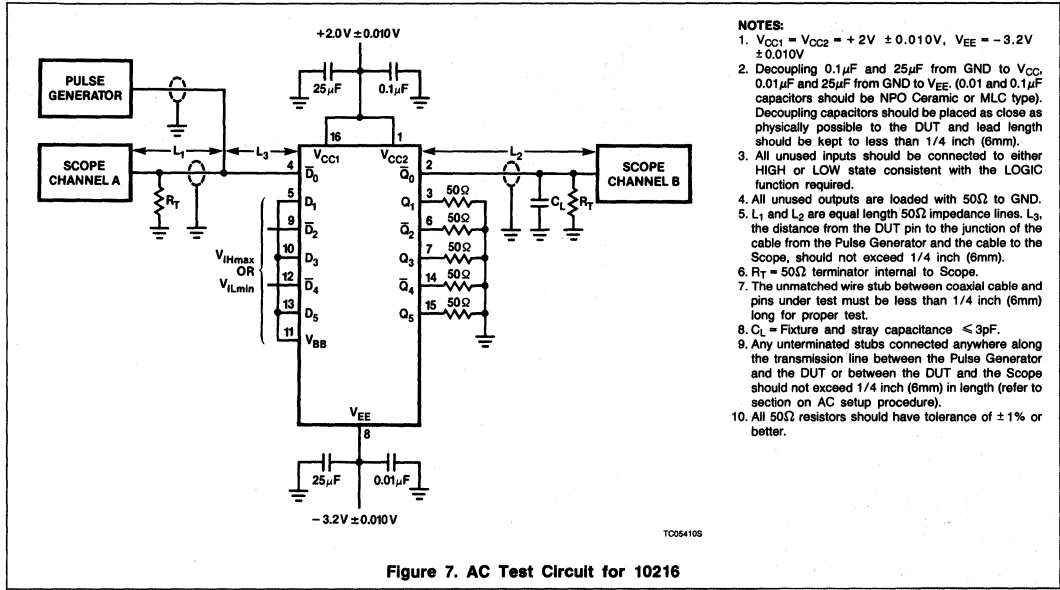 +2.0V ± 0.010V
PULSE
GENERATOR
25μF
0.1μF
16
1
L1
L3
VCC1
VCC2
L2
SCOPE
CHANNEL A
4
D̅0
Q̅0
2
SCOPE
CHANNEL B
RT
CL
RT
5
D1
Q1
3
50Ω
9
D̅2
Q̅2
6
50Ω
10
D3
Q3
7
50Ω
12
D̅4
Q̅4
14
50Ω
13
D5
Q5
15
50Ω
11
VBB
VIHmax
OR
VILmin
VEE
8
25μF
0.01μF
− 3.2V ± 0.010V
TC05410S
NOTES:
1. VCC1 = VCC2 = + 2V ± 0.010V, VEE = − 3.2V
± 0.010V
2. Decoupling 0.1μF and 25μF from GND to VCC,
0.01μF and 25μF from GND to VEE. (0.01 and 0.1μF
capacitors should be NPO Ceramic or MLC type).
Decoupling capacitors should be placed as close as
physically possible to the DUT and lead length
should be kept to less than 1/4 inch (6mm).
3. All unused inputs should be connected to either
HIGH or LOW state consistent with the LOGIC
function required.
4. All unused outputs are loaded with 50Ω to GND.
5. L1 and L2 are equal length 50Ω impedance lines. L3,
the distance from the DUT pin to the junction of the
cable from the Pulse Generator and the cable to the
Scope, should not exceed 1/4 inch (6mm).
6. RT = 50Ω terminator internal to Scope.
7. The unmatched wire stub between coaxial cable and
pins under test must be less than 1/4 inch (6mm)
long for proper test.
8. CL = Fixture and stray capacitance ≤ 3pF.
9. Any unterminated stubs connected anywhere along
the transmission line between the Pulse Generator
and the DUT or between the DUT and the Scope
should not exceed 1/4 inch (6mm) in length (refer to
section on AC setup procedure).
10. All 50Ω resistors should have tolerance of ± 1% or
better.
Figure 7. AC Test Circuit for 10216